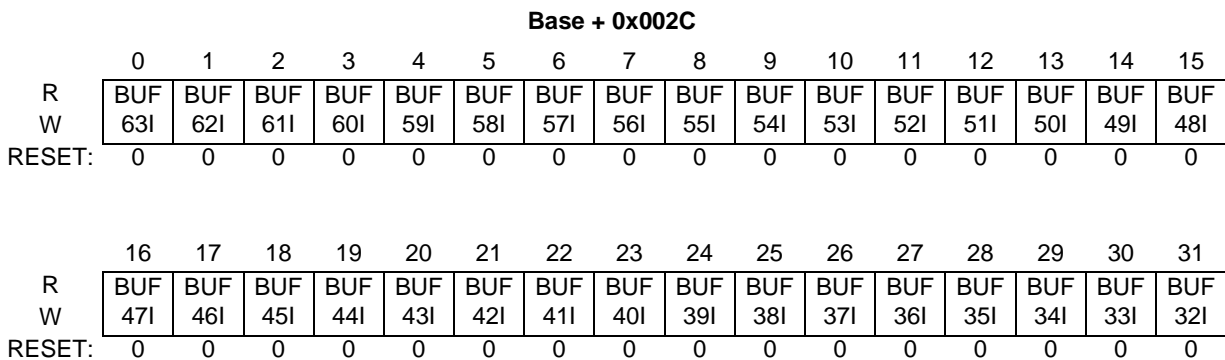 Base + 0x002C
0 1 2 3 4 5 6 7 8 9 10 11 12 13 14 15
R BUF BUF BUF BUF BUF BUF BUF BUF BUF BUF BUF BUF BUF BUF BUF BUF
W 63I 62I 61I 60I 59I 58I 57I 56I 55I 54I 53I 52I 51I 50I 49I 48I
RESET: 0 0 0 0 0 0 0 0 0 0 0 0 0 0 0 0
16 17 18 19 20 21 22 23 24 25 26 27 28 29 30 31
R BUF BUF BUF BUF BUF BUF BUF BUF BUF BUF BUF BUF BUF BUF BUF BUF
W 47I 46I 45I 44I 43I 42I 41I 40I 39I 38I 37I 36I 35I 34I 33I 32I
RESET: 0 0 0 0 0 0 0 0 0 0 0 0 0 0 0 0